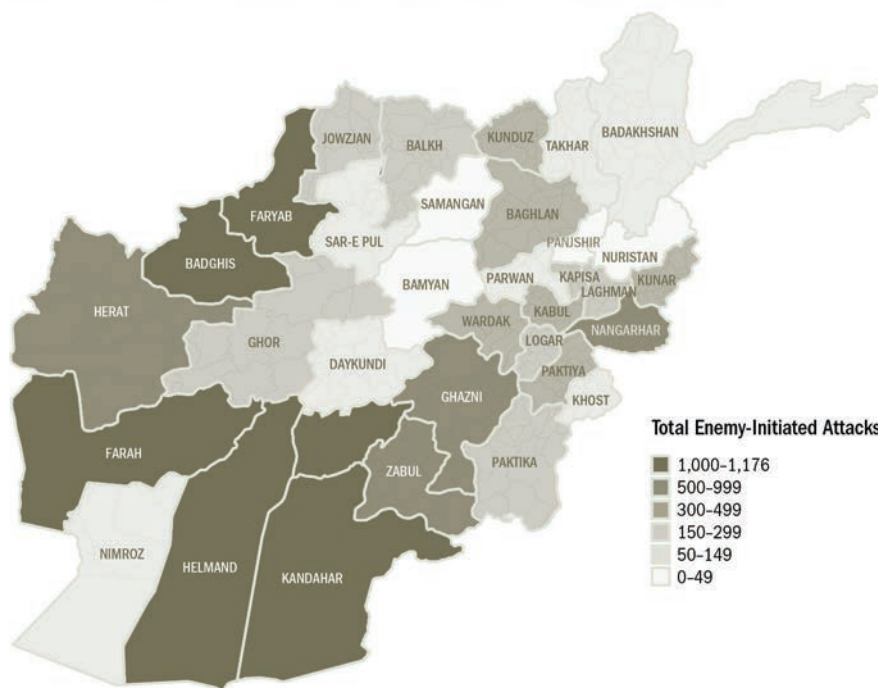 JOWZJAN
BALKH
KUNDUZ
TAKHAR
BADAKHSHAN
FARYAB
SAMANGAN
BAGHLAN
SAR-E PUL
PANJSHIR
BADGHIS
NURISTAN
PARWAN
KAPISA
KUNAR
BAMYAN
LAGHMAN
HERAT
KABUL
WARDAK
NANGARHAR
GHOR
LOGAR
DAYKUNDI
PAKTIYA
GHAZNI
KHOST
FARAH
ZABUL
PAKTIKA
NIMROZ
HELMAND
KANDAHAR
Total Enemy-Initiated Attacks
1,000–1,176
500–999
300–499
150–299
50–149
0–49